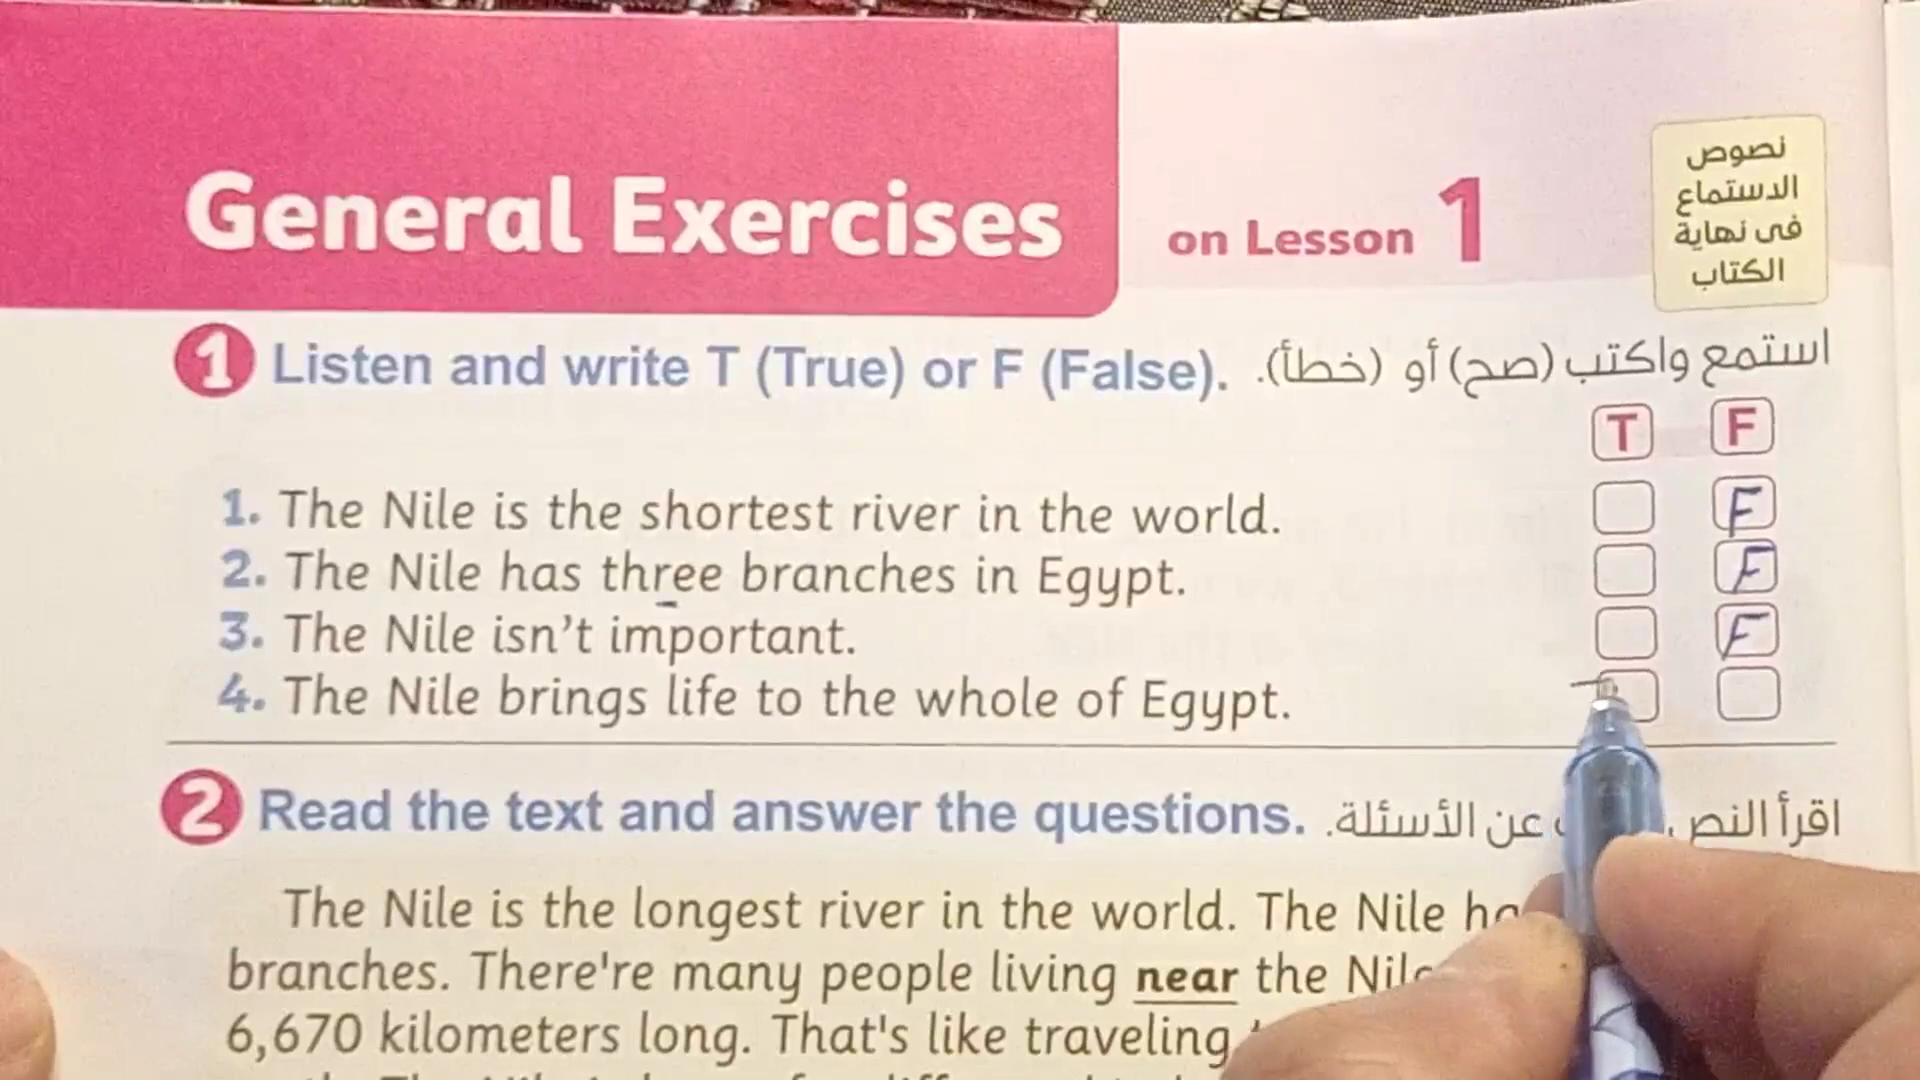 General Exercises on Lesson 1
نصوص
الاستماع
فى نهاية
الكتاب
1 Listen and write T (True) or F (False). استمع واكتب (صح) أو (خطأ).
T F
1. The Nile is the shortest river in the world. F
2. The Nile has three branches in Egypt. F
3. The Nile isn't important. F
4. The Nile brings life to the whole of Egypt.
2 Read the text and answer the questions. اقرأ النص عن الأسئلة.
The Nile is the longest river in the world. The Nile
branches. There're many people living near the
6,670 kilometers long. That's like traveling